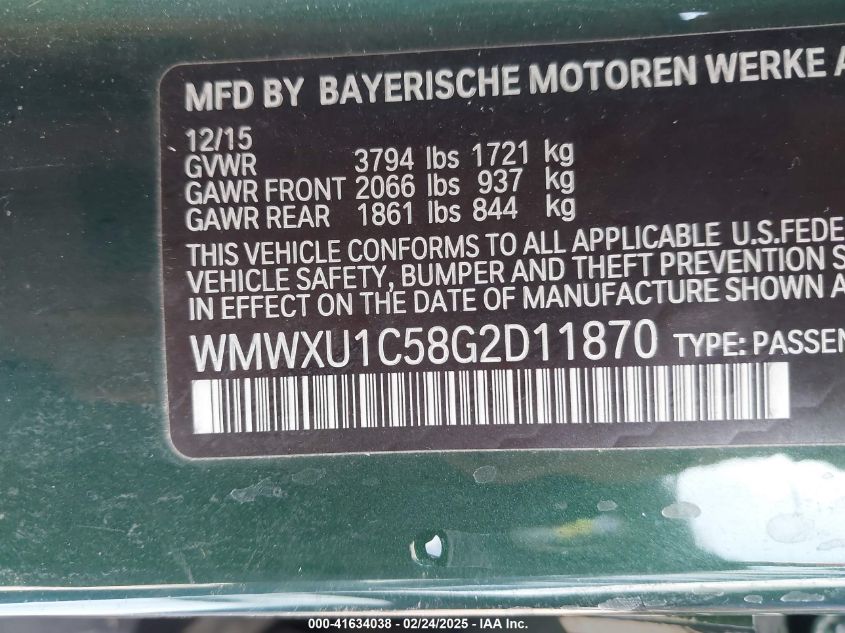 MFD BY BAYERISCHE MOTOREN WERKE A
12/15
GVWR 3794 lbs 1721 kg
GAWR FRONT 2066 lbs 937 kg
GAWR REAR 1861 lbs 844 kg
THIS VEHICLE CONFORMS TO ALL APPLICABLE U.S.FEDE
VEHICLE SAFETY, BUMPER AND THEFT PREVENTION S
IN EFFECT ON THE DATE OF MANUFACTURE SHOWN A
WMWXU1C58G2D11870 TYPE: PASSEN
000-41634038 - 02/24/2025 - IAAI.com